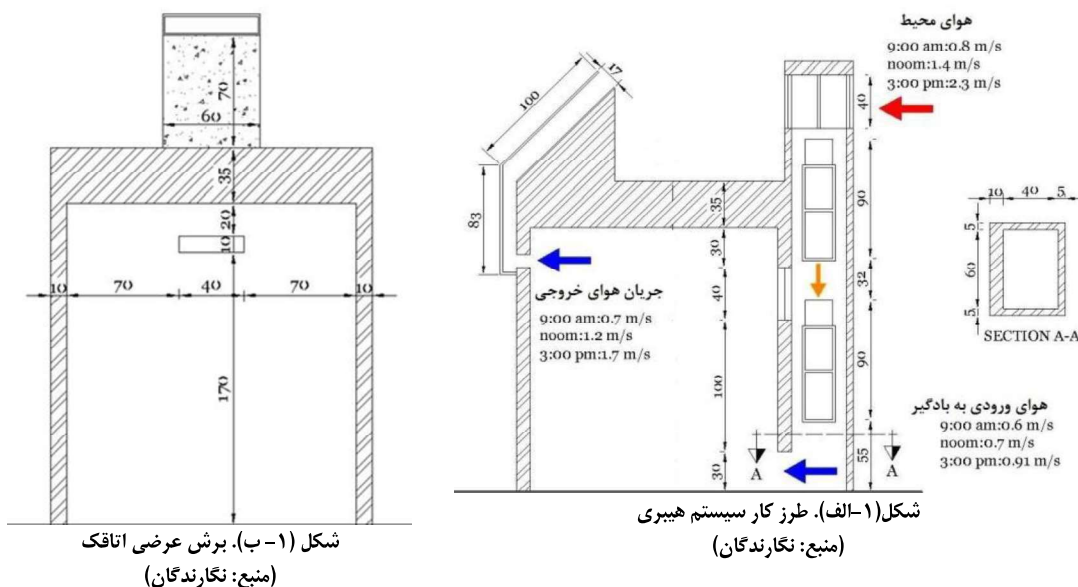 70
60
35
20
10
10
70
40
70
10
170
شکل (۱- ب). برش عرضی اتاقک
(منبع: نگارندگان)
هوای محیط
9:00 am:0.8 m/s
noom:1.4 m/s
3:00 pm:2.3 m/s
100
17
40
83
35
90
30
جریان هوای خروجی
9:00 am:0.7 m/s
noom:1.2 m/s
3:00 pm:1.7 m/s
40
32
100
90
30
55
A
A
10
40
5
5
60
5
SECTION A-A
هوای ورودی به بادگیر
9:00 am:0.6 m/s
noom:0.7 m/s
3:00 pm:0.91 m/s
شکل(۱-الف). طرز کار سیستم هیبری
(منبع: نگارندگان)